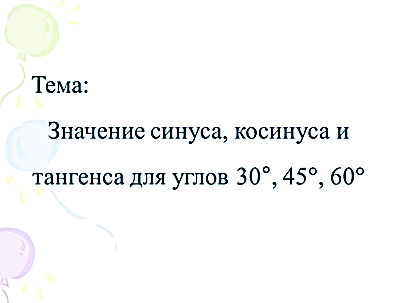 Тема:
Значение синуса, косинуса и
тангенса для углов 30°, 45°, 60°